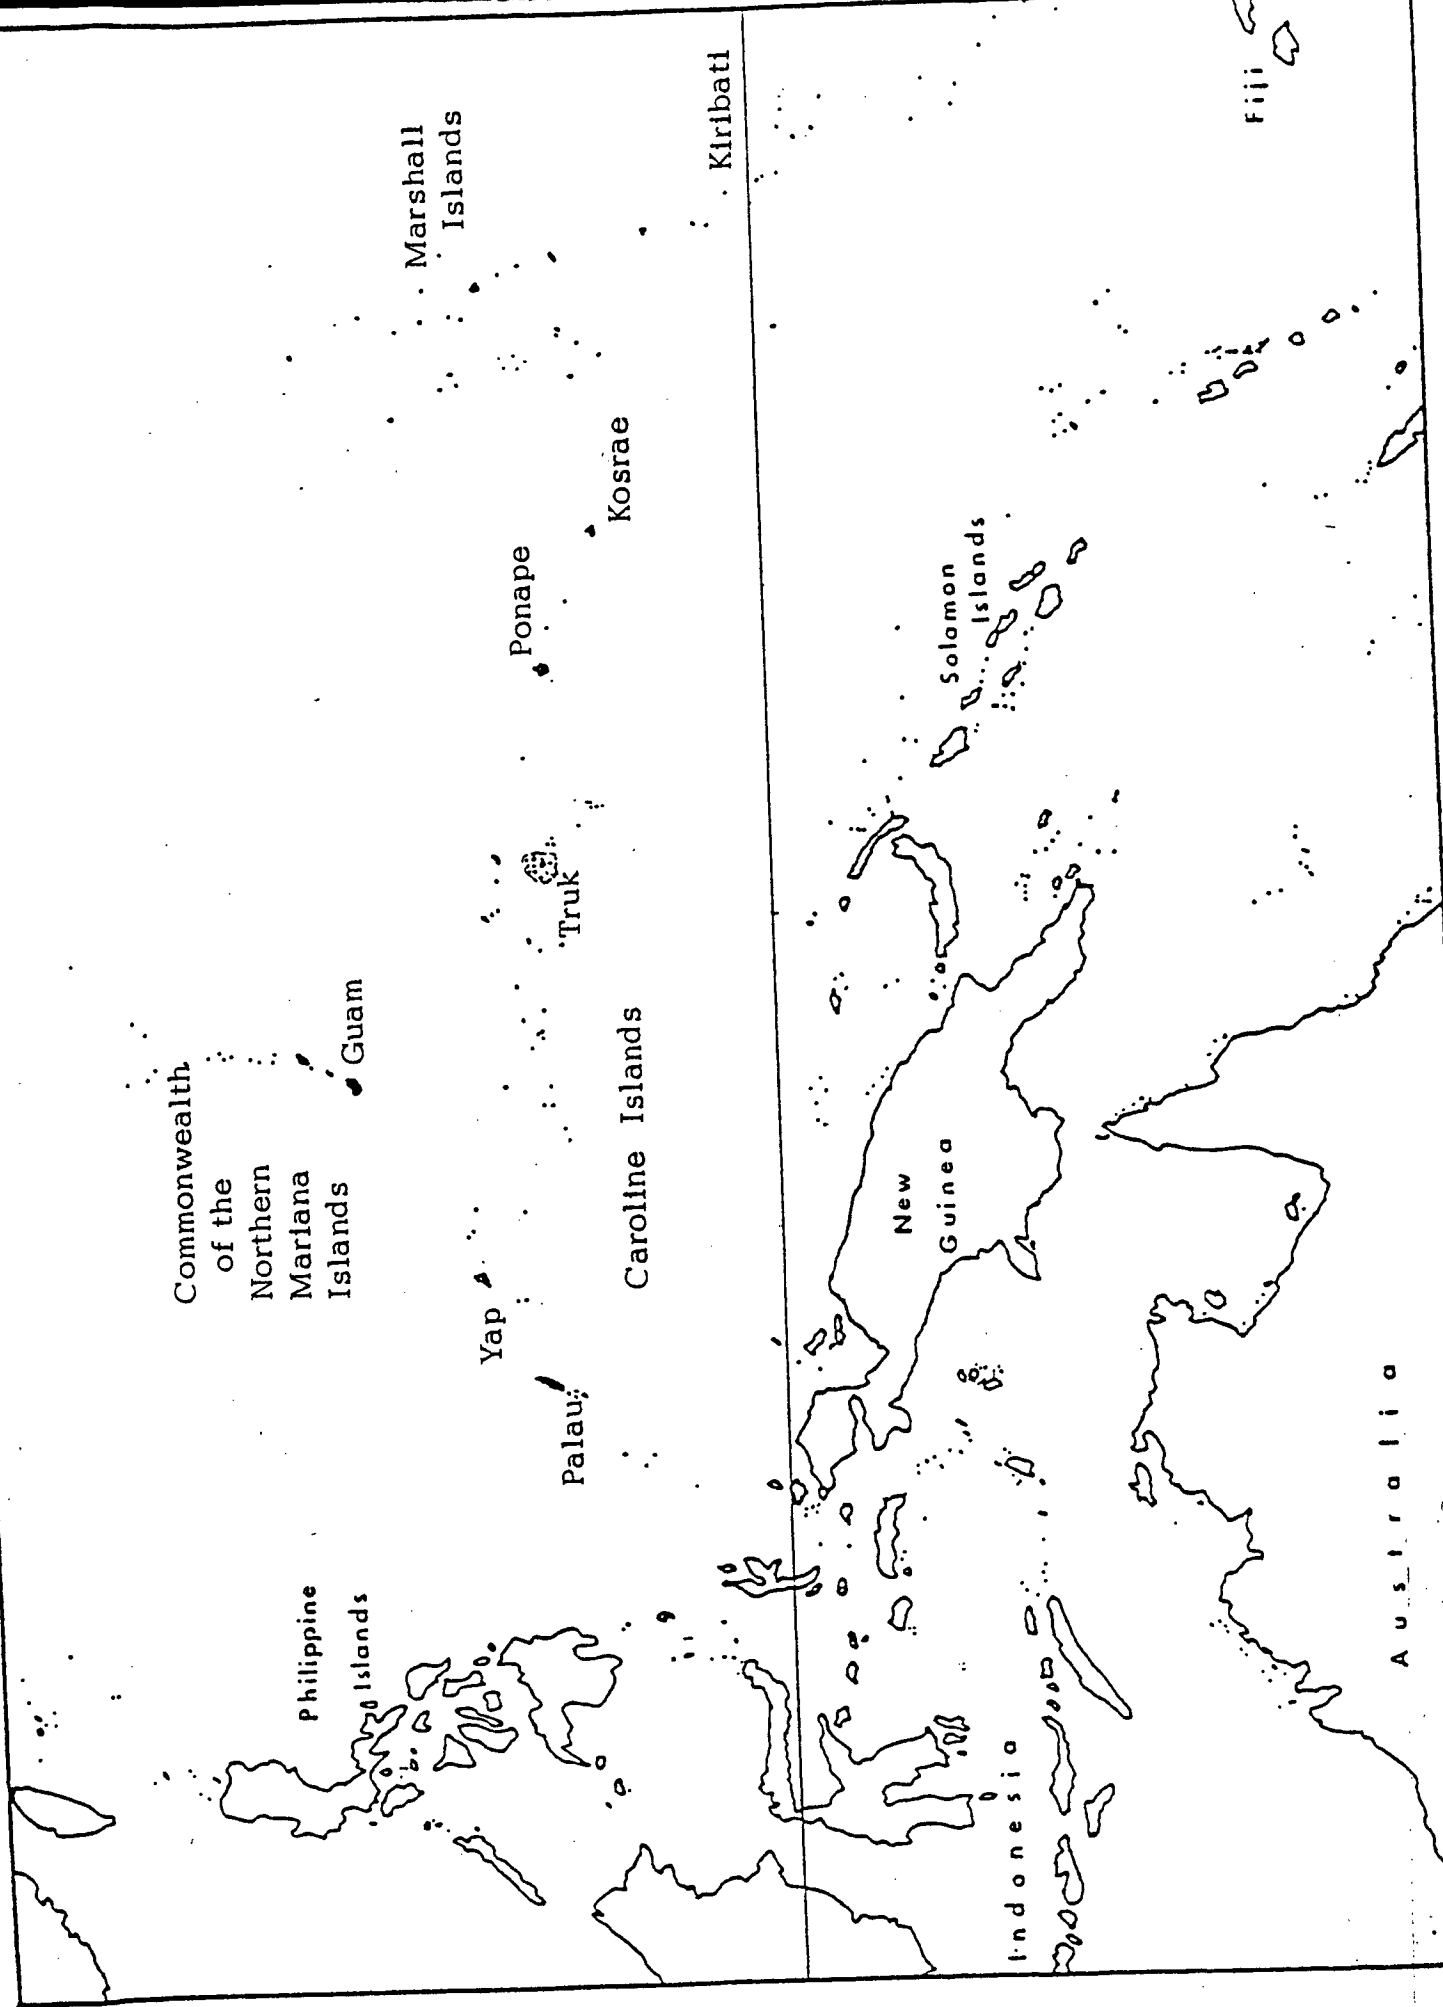 Commonwealth
of the
Northern
Mariana
Islands
Guam
Philippine
Islands
Marshall
Islands
Yap
Palau
Truk
Ponape
Kosrae
Caroline Islands
Kiribati
New
Guinea
Solomon
Islands
Indonesia
Fiji
Australia